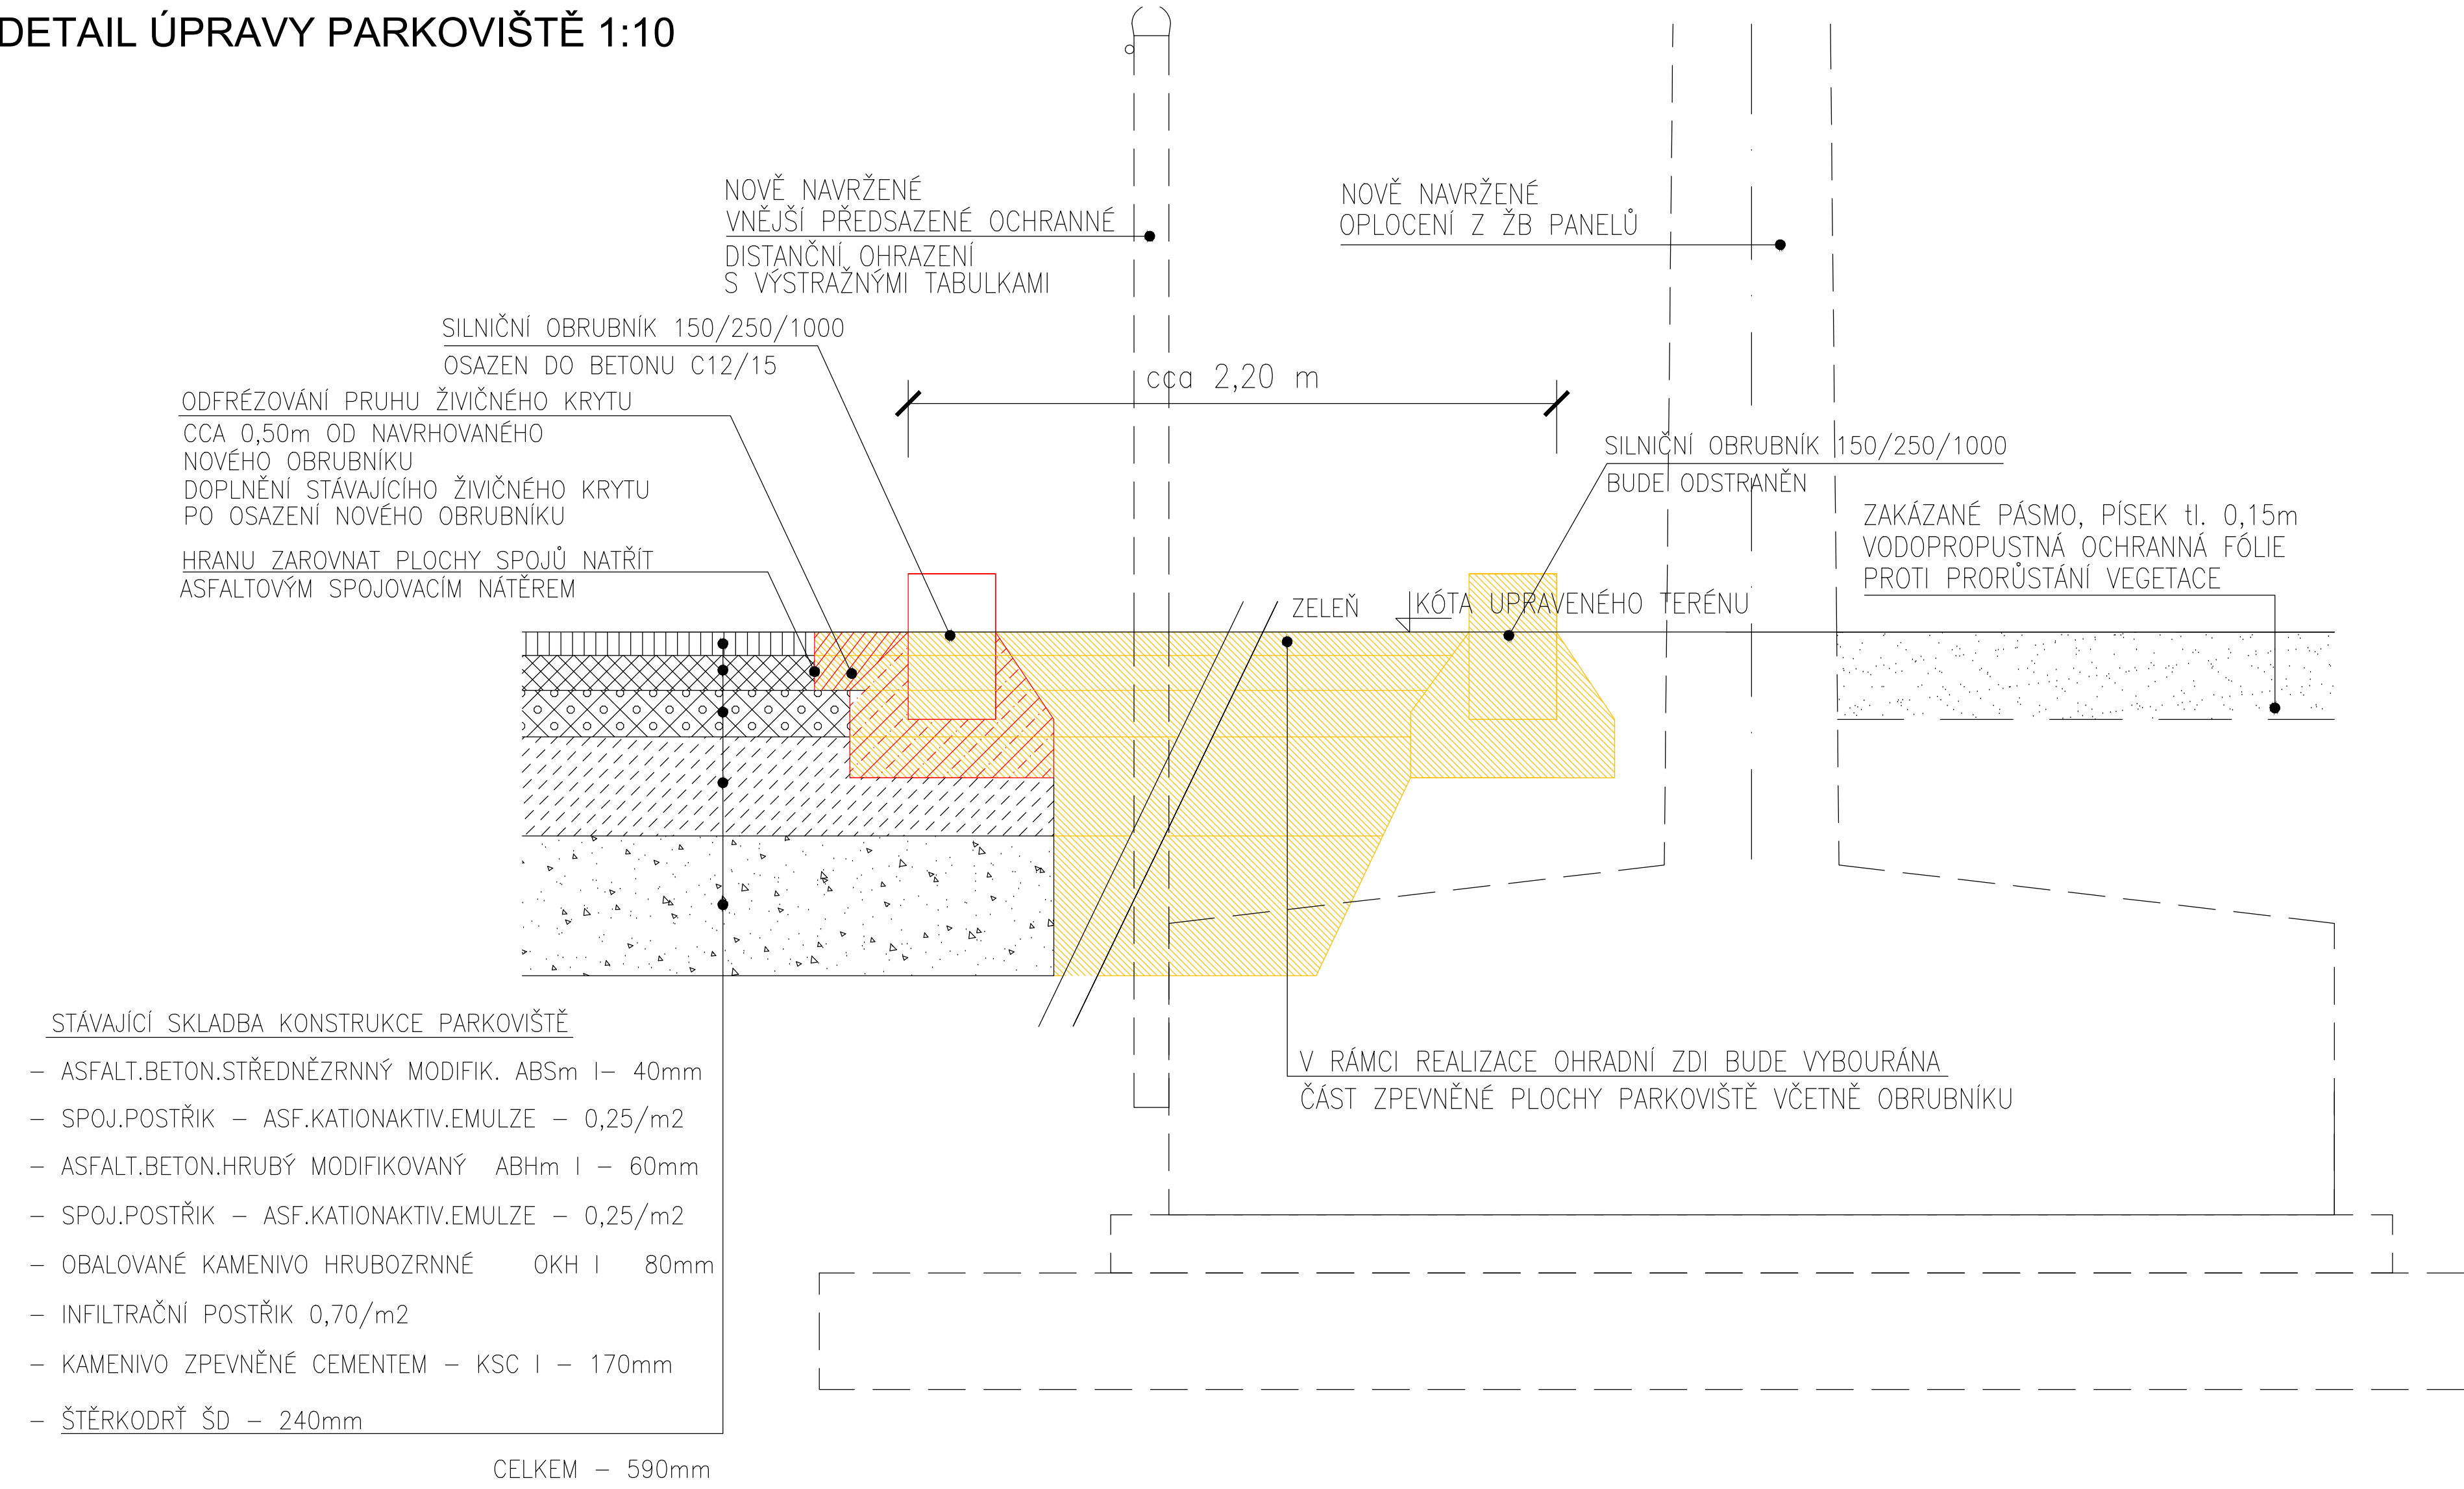 DETAIL ÚPRAVY PARKOVIŠTĚ 1:10
NOVĚ NAVRŽENÉ
VNĚJŠÍ PŘEDSAZENÉ OCHRANNÉ
DISTANČNÍ OHRAZENÍ
S VÝSTRAŽNÝMI TABULKAMI
NOVĚ NAVRŽENÉ
OPLOCENÍ Z ŽB PANELŮ
SILNIČNÍ OBRUBNÍK 150/250/1000
OSAZEN DO BETONU C12/15
cca 2,20 m
ODFRÉZOVÁNÍ PRUHU ŽIVIČNÉHO KRYTU
CCA 0,50m OD NAVRHOVANÉHO
NOVÉHO OBRUBNÍKU
DOPLNĚNÍ STÁVAJÍCÍHO ŽIVIČNÉHO KRYTU
PO OSAZENÍ NOVÉHO OBRUBNÍKU
SILNIČNÍ OBRUBNÍK 150/250/1000
BUDE ODSTRANĚN
ZAKÁZANÉ PÁSMO, PÍSEK tl. 0,15m
VODOPROPUSTNÁ OCHRANNÁ FÓLIE
PROTI PRORŮSTÁNÍ VEGETACE
HRANU ZAROVNAT PLOCHY SPOJŮ NATŘÍT
ASFALTOVÝM SPOJOVACÍM NÁTĚREM
ZELEŇ
KÓTA UPRAVENÉHO TERÉNU
STÁVAJÍCÍ SKLADBA KONSTRUKCE PARKOVIŠTĚ
- ASFALT.BETON.STŘEDNĚZRNNÝ MODIFIK. ABSm I- 40mm
- SPOJ.POSTŘIK - ASF.KATIONAKTIV.EMULZE - 0,25/m2
- ASFALT.BETON.HRUBÝ MODIFIKOVANÝ ABHm I - 60mm
- SPOJ.POSTŘIK - ASF.KATIONAKTIV.EMULZE - 0,25/m2
- OBALOVANÉ KAMENIVO HRUBOZRNNÉ OKH I 80mm
- INFILTRAČNÍ POSTŘIK 0,70/m2
- KAMENIVO ZPEVNĚNÉ CEMENTEM - KSC I - 170mm
- ŠTĚRKODRŤ ŠD - 240mm
CELKEM - 590mm
V RÁMCI REALIZACE OHRADNÍ ZDI BUDE VYBOURÁNA
ČÁST ZPEVNĚNÉ PLOCHY PARKOVIŠTĚ VČETNĚ OBRUBNÍKU